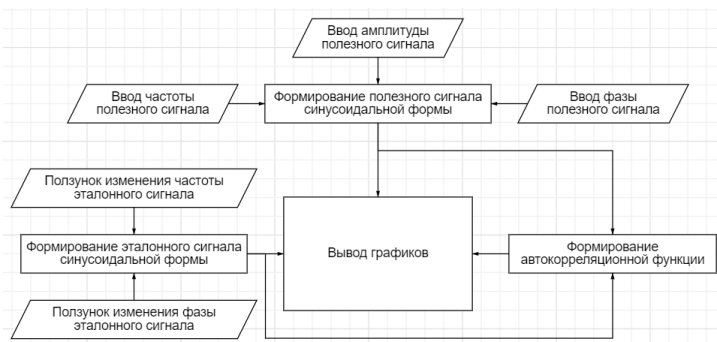 Ввод амплитуды
полезного сигнала
Ввод частоты
полезного сигнала
Формирование полезного сигнала
синусоидальной формы
Ввод фазы
полезного сигнала
Ползунок изменения частоты
эталонного сигнала
Формирование эталонного сигнала
синусоидальной формы
Вывод графиков
Формирование
автокорреляционной функции
Ползунок изменения фазы
эталонного сигнала